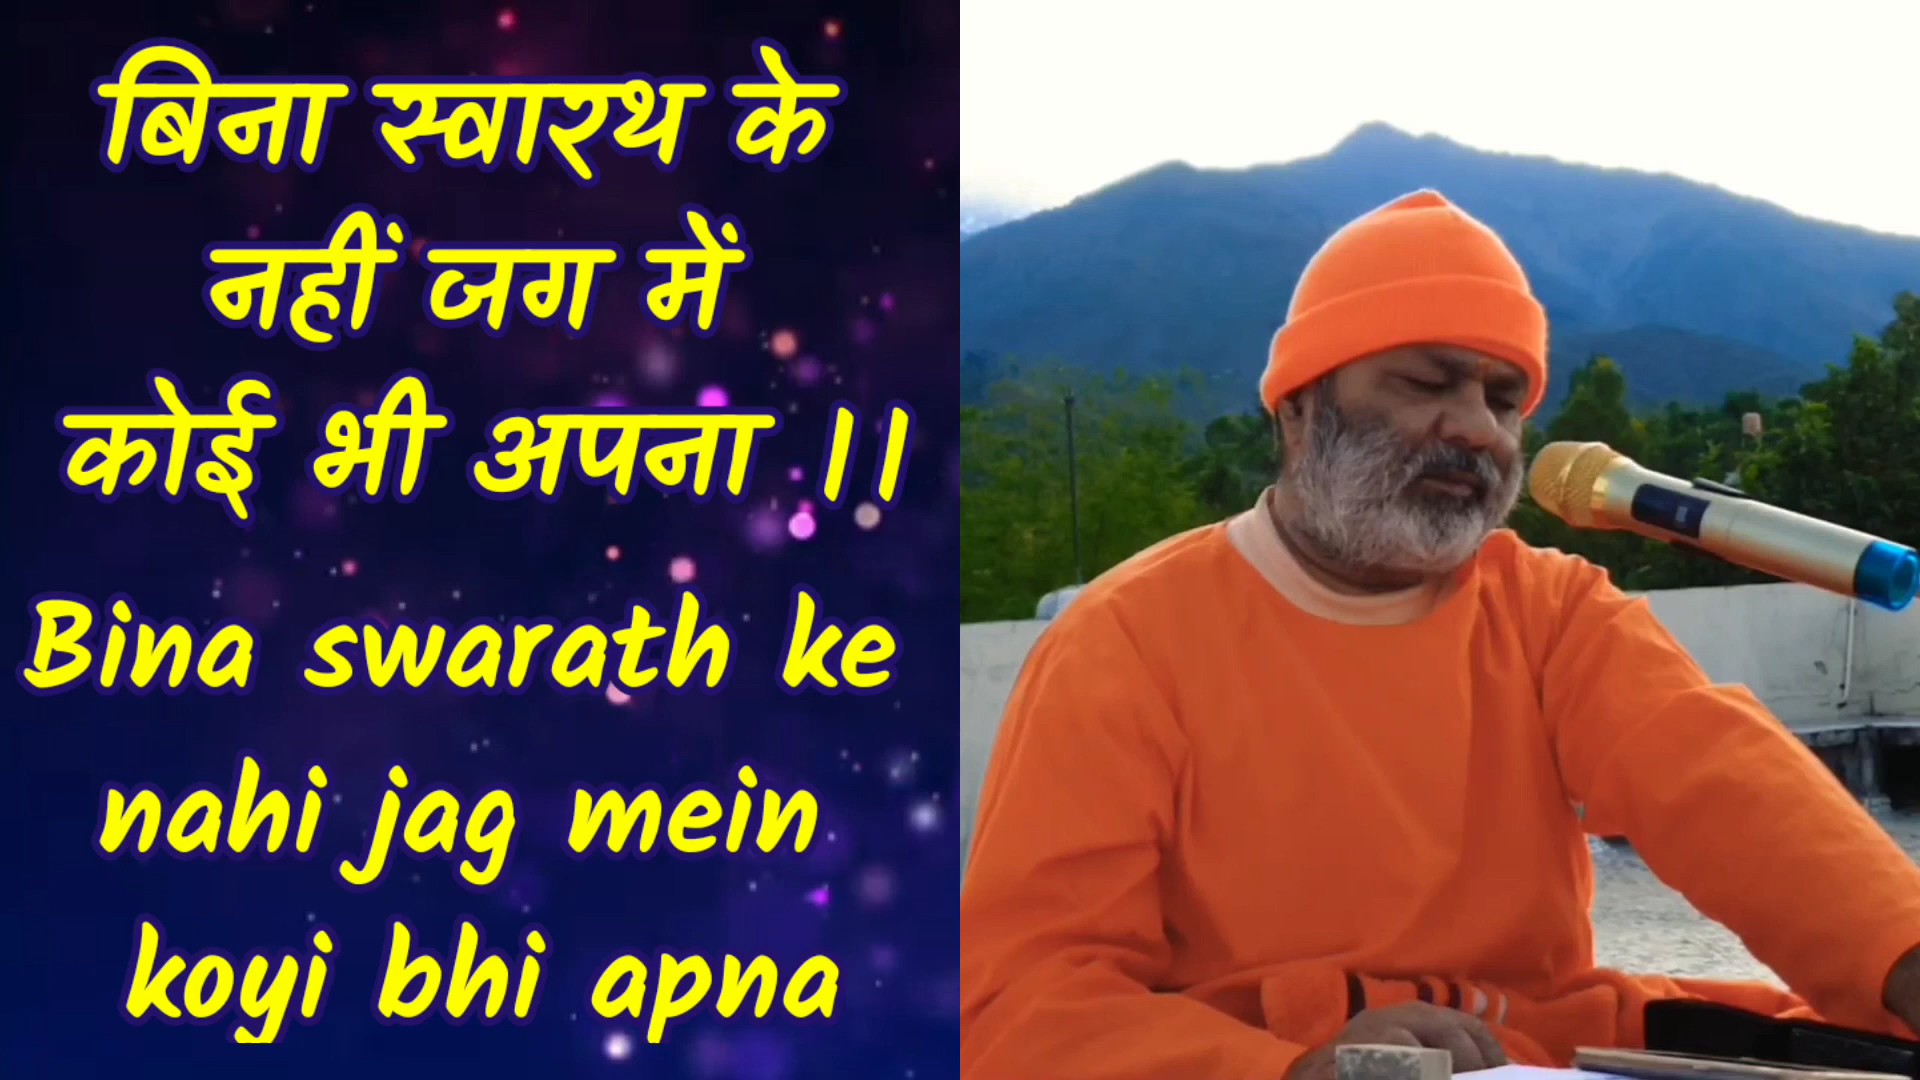 बिना स्वारथ के
नहीं जग में
कोई भी अपना ।।
Bina swarath ke
nahi jag mein
koyi bhi apna